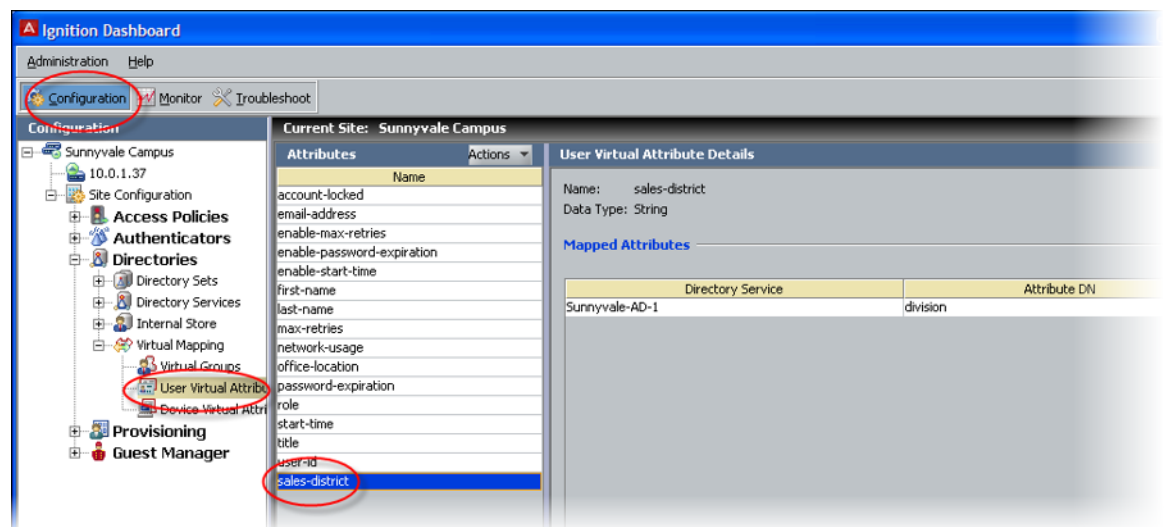 Ignition Dashboard
Administration Help
Configuration Monitor Troubleshoot
Configuration
Sunnyvale Campus
10.0.1.37
Site Configuration
Access Policies
Authenticators
Directories
Directory Sets
Directory Services
Internal Store
Virtual Mapping
Virtual Groups
User Virtual Attribu
Device Virtual Attri
Provisioning
Guest Manager
Current Site: Sunnyvale Campus
Attributes Actions
Name
account-locked
email-address
enable-max-retries
enable-password-expiration
enable-start-time
first-name
last-name
max-retries
network-usage
office-location
password-expiration
role
start-time
title
user-id
sales-district
User Virtual Attribute Details
Name: sales-district
Data Type: String
Mapped Attributes
Directory Service Attribute DN
Sunnyvale-AD-1 division